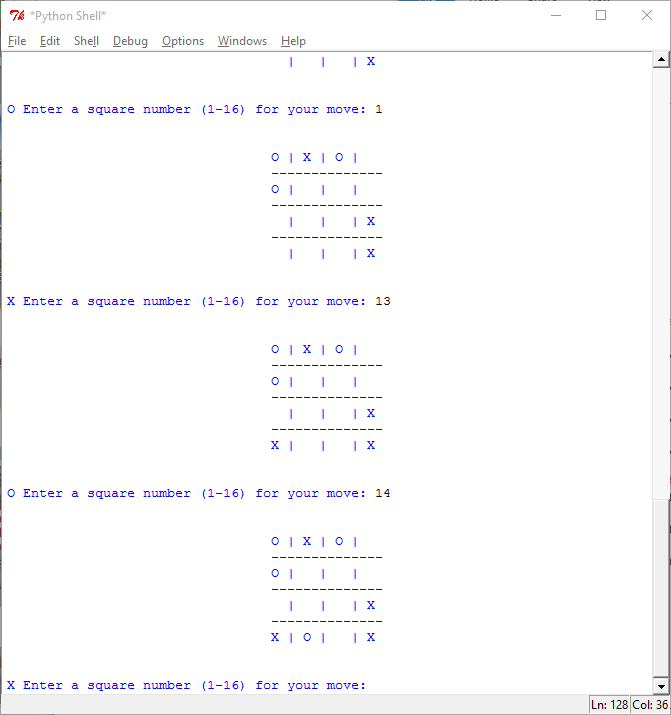 *Python Shell*
File Edit Shell Debug Options Windows Help
| | | X
O Enter a square number (1-16) for your move: 1
O | X | O |
--------------
O | | |
--------------
| | | X
--------------
| | | X
X Enter a square number (1-16) for your move: 13
O | X | O |
--------------
O | | |
--------------
| | | X
--------------
X | | | X
O Enter a square number (1-16) for your move: 14
O | X | O |
--------------
O | | |
--------------
| | | X
--------------
X | O | | X
X Enter a square number (1-16) for your move:
Ln: 128 Col: 36